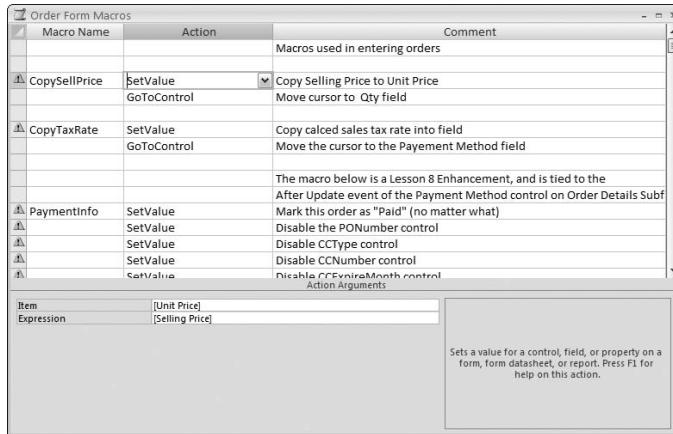 Order Form Macros
Macro Name Action Comment
Macros used in entering orders
CopySellPrice SetValue Copy Selling Price to Unit Price
GoToControl Move cursor to Qty field
CopyTaxRate SetValue Copy calced sales tax rate into field
GoToControl Move the cursor to the Payement Method field
The macro below is a Lesson 8 Enhancement, and is tied to the
After Update event of the Payment Method control on Order Details Subf
PaymentInfo SetValue Mark this order as "Paid" (no matter what)
SetValue Disable the PONumber control
SetValue Disable CCType control
SetValue Disable CCNumber control
SetValue Disable CCExpireMonth control
Action Arguments
Item [Unit Price]
Expression [Selling Price]
Sets a value for a control, field, or property on a
form, form datasheet, or report. Press F1 for
help on this action.